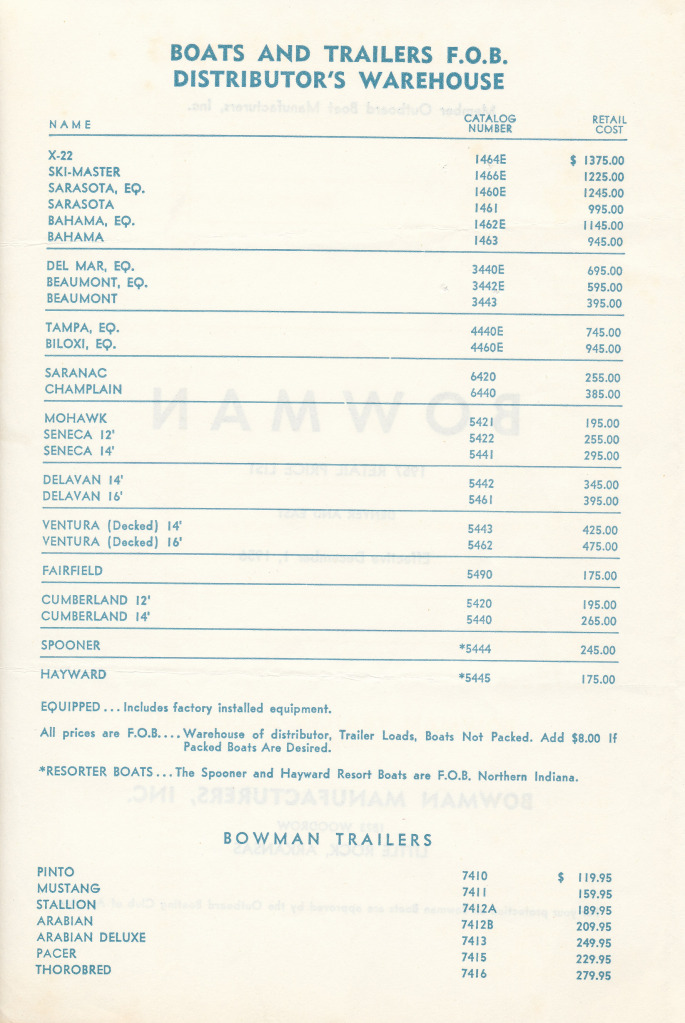 BOATS AND TRAILERS F.O.B.
DISTRIBUTOR'S WAREHOUSE
NAME CATALOG NUMBER RETAIL COST
X-22 1464E $ 1375.00
SKI-MASTER 1466E 1225.00
SARASOTA, EQ. 1460E 1245.00
SARASOTA 1461 995.00
BAHAMA, EQ. 1462E 1145.00
BAHAMA 1463 945.00
DEL MAR, EQ. 3440E 695.00
BEAUMONT, EQ. 3442E 595.00
BEAUMONT 3443 395.00
TAMPA, EQ. 4440E 745.00
BILOXI, EQ. 4460E 945.00
SARANAC 6420 255.00
CHAMPLAIN 6440 385.00
MOHAWK 5421 195.00
SENECA 12' 5422 255.00
SENECA 14' 5441 295.00
DELAVAN 14' 5442 345.00
DELAVAN 16' 5461 395.00
VENTURA (Decked) 14' 5443 425.00
VENTURA (Decked) 16' 5462 475.00
FAIRFIELD 5490 175.00
CUMBERLAND 12' 5420 195.00
CUMBERLAND 14' 5440 265.00
SPOONER *5444 245.00
HAYWARD *5445 175.00
EQUIPPED . . . Includes factory installed equipment.
All prices are F.O.B. . . . Warehouse of distributor, Trailer Loads, Boats Not Packed. Add $8.00 If
Packed Boats Are Desired.
*RESORTER BOATS . . . The Spooner and Hayward Resort Boats are F.O.B. Northern Indiana.
BOWMAN TRAILERS
PINTO 7410 $ 119.95
MUSTANG 7411 159.95
STALLION 7412A 189.95
ARABIAN 7412B 209.95
ARABIAN DELUXE 7413 249.95
PACER 7415 229.95
THOROBRED 7416 279.95